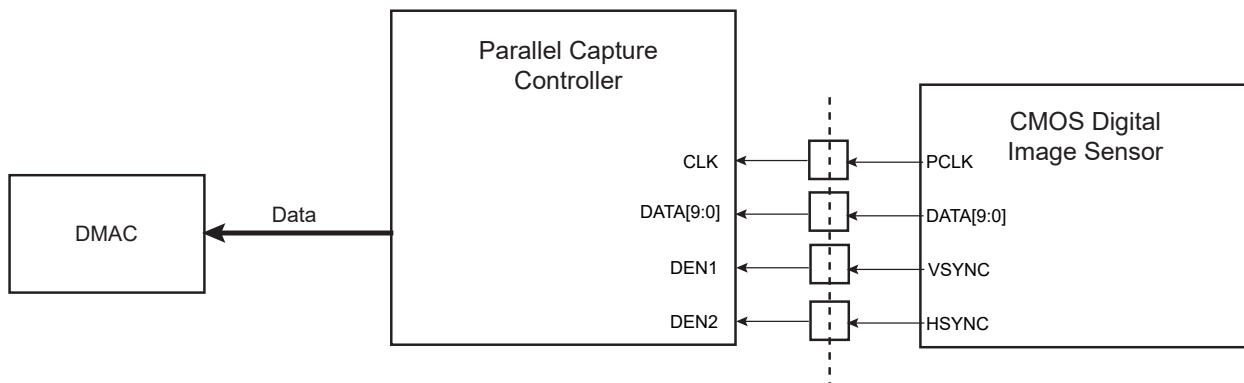 Parallel Capture
Controller
CMOS Digital
Image Sensor
CLK
PCLK
DMAC
Data
DATA[9:0]
DATA[9:0]
DEN1
VSYNC
DEN2
HSYNC